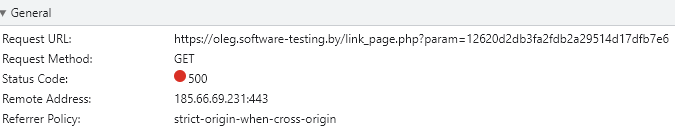 General
Request URL: https://oleg.software-testing.by/link_page.php?param=12620d2db3fa2fdb2a29514d17dfb7e6
Request Method: GET
Status Code: 500
Remote Address: 185.66.69.231:443
Referrer Policy: strict-origin-when-cross-origin